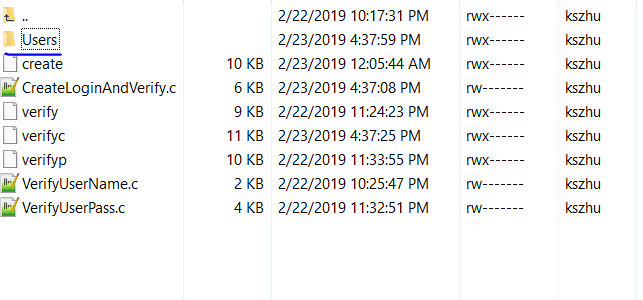 .. 2/22/2019 10:17:31 PM rwx------ kszhu
Users 2/23/2019 4:37:59 PM rwx------ kszhu
create 10 KB 2/23/2019 12:05:44 AM rwx------ kszhu
CreateLoginAndVerify.c 6 KB 2/23/2019 4:37:08 PM rw------- kszhu
verify 9 KB 2/22/2019 11:24:23 PM rwx------ kszhu
verifyc 11 KB 2/23/2019 4:37:25 PM rwx------ kszhu
verifyp 10 KB 2/22/2019 11:33:55 PM rwx------ kszhu
VerifyUserName.c 2 KB 2/22/2019 10:25:47 PM rw------- kszhu
VerifyUserPass.c 4 KB 2/22/2019 11:32:51 PM rw------- kszhu